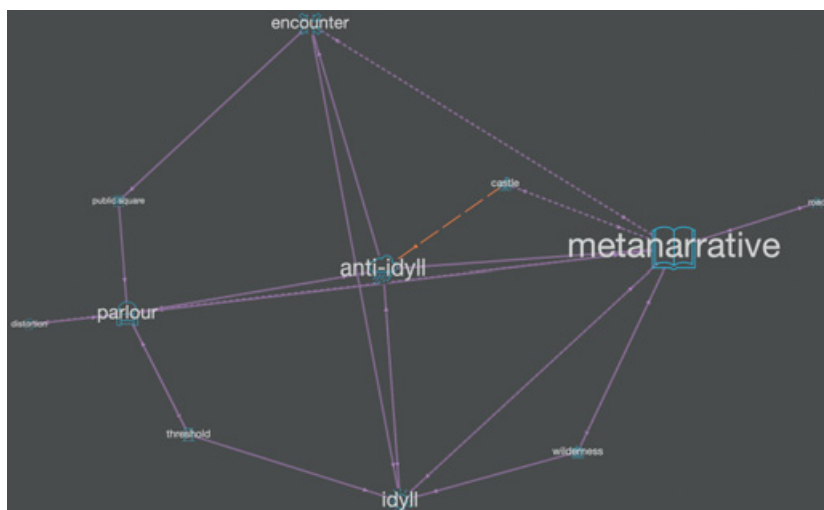 encounter
castle
public square
metanarrative
anti-idyll
parlour
distortion
threshold
wilderness
idyll